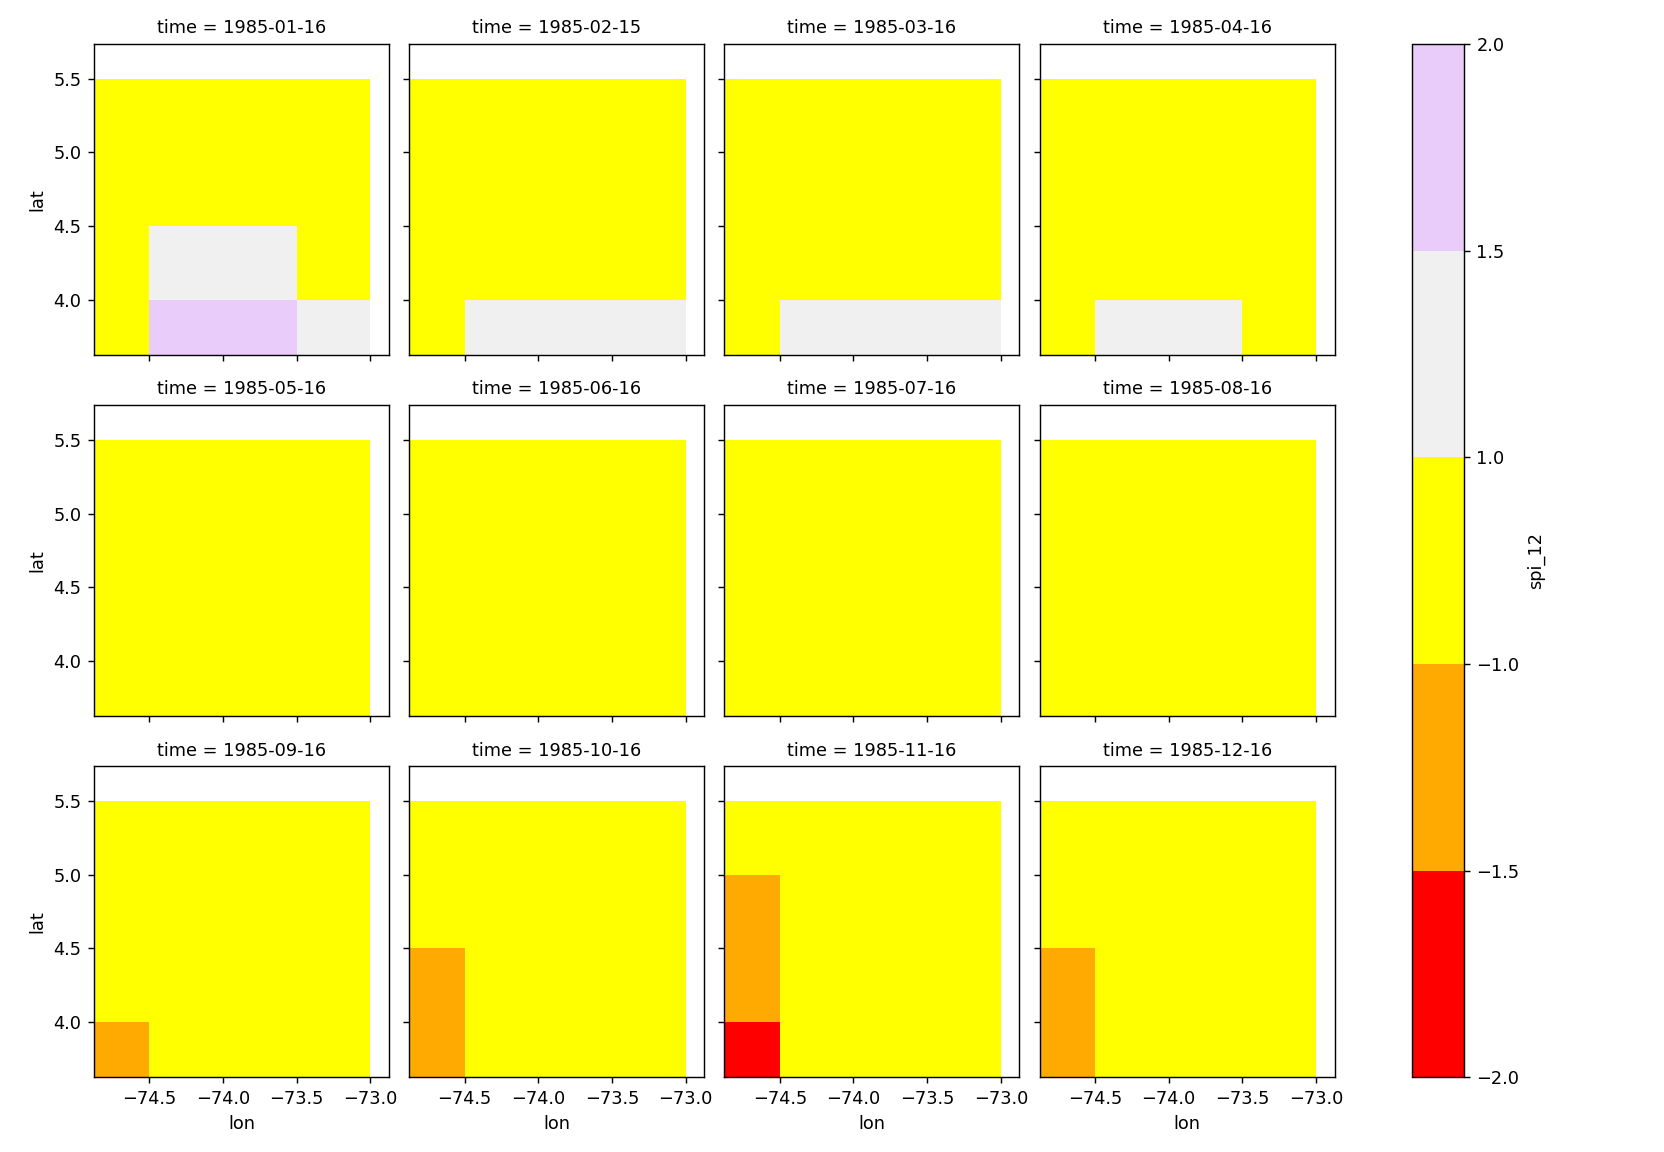 time = 1985-01-16
time = 1985-02-15
time = 1985-03-16
time = 1985-04-16
5.5
5.0
4.5
4.0
lat
time = 1985-05-16
time = 1985-06-16
time = 1985-07-16
time = 1985-08-16
5.5
5.0
4.5
4.0
lat
time = 1985-09-16
time = 1985-10-16
time = 1985-11-16
time = 1985-12-16
5.5
5.0
4.5
4.0
lat
−74.5 −74.0 −73.5 −73.0
lon
−74.5 −74.0 −73.5 −73.0
lon
−74.5 −74.0 −73.5 −73.0
lon
−74.5 −74.0 −73.5 −73.0
lon
2.0
1.5
1.0
−1.0
−1.5
−2.0
spi_12